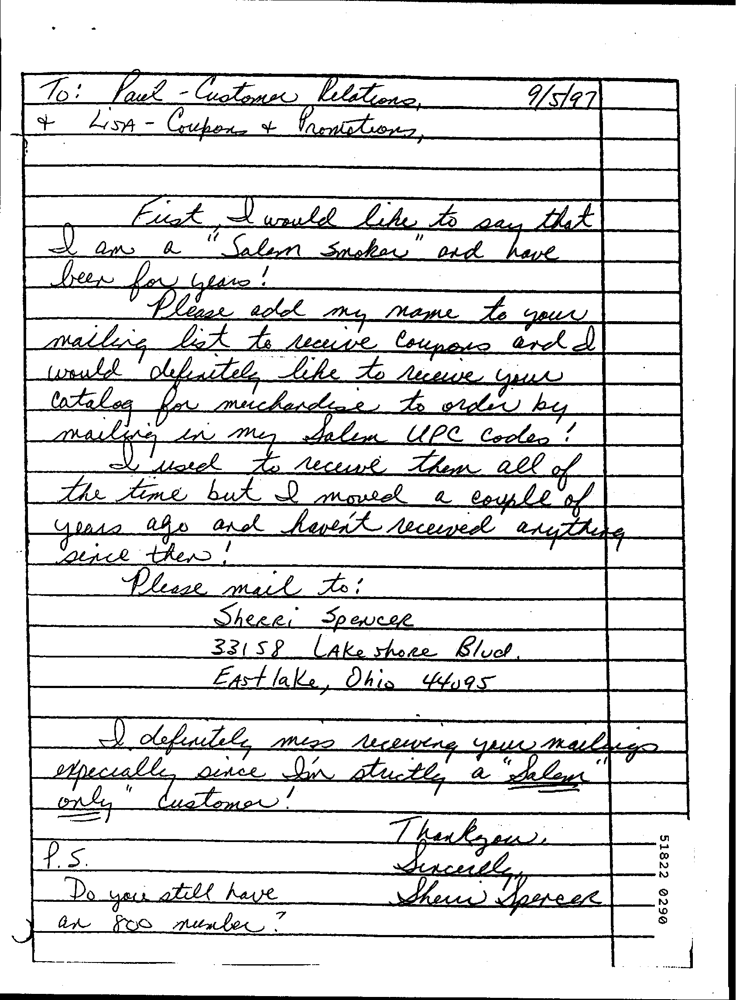 To: Paul - Customer Relations, 9/5/97
+ Lisa - Coupons + Promotions,
First, I would like to say that
I am a "Salem Smoker" and have
been for years!
Please add my name to your
mailing list to receive coupons and I
would definitely like to receive your
catalog for merchandise to order by
mailing in my Salem UPC codes!
I used to receive them all of
the time but I moved a couple of
years ago and haven't received anything
since then!
Please mail to:
Sherri Spencer
33158 Lakeshore Blvd.
Eastlake, Ohio 44095
I definitely miss receiving your mailings
especially since I'm strictly a "Salem
only" customer!
Thankyou,
Sincerely,
Sherri Spencer
P.S.
Do you still have
an 800 number?
51822 0290